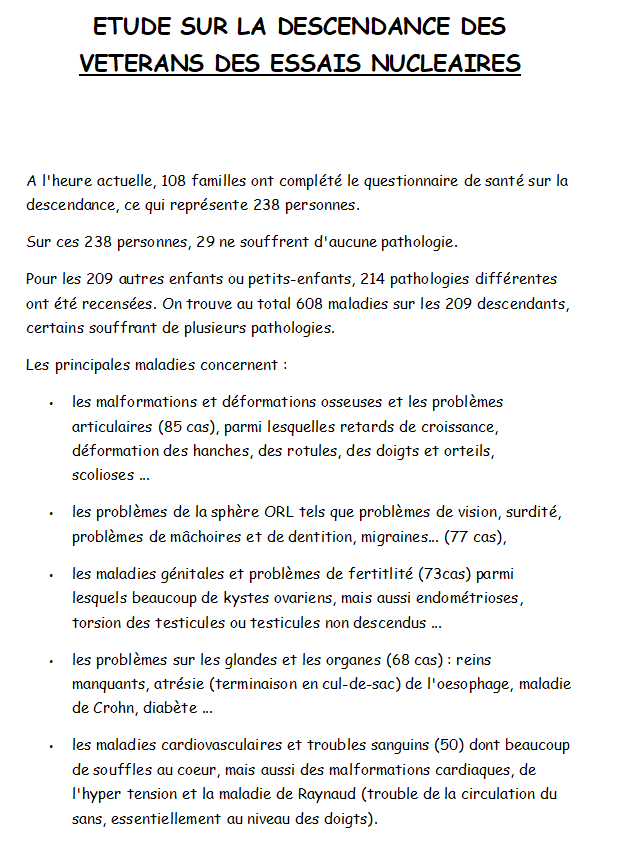 ETUDE SUR LA DESCENDANCE DES
VETERANS DES ESSAIS NUCLEAIRES
A l'heure actuelle, 108 familles ont complété le questionnaire de santé sur la
descendance, ce qui représente 238 personnes.
Sur ces 238 personnes, 29 ne souffrent d'aucune pathologie.
Pour les 209 autres enfants ou petits-enfants, 214 pathologies différentes
ont été recensées. On trouve au total 608 maladies sur les 209 descendants,
certains souffrant de plusieurs pathologies.
Les principales maladies concernent :
• les malformations et déformations osseuses et les problèmes
articulaires (85 cas), parmi lesquelles retards de croissance,
déformation des hanches, des rotules, des doigts et orteils,
scolioses ...
• les problèmes de la sphère ORL tels que problèmes de vision, surdité,
problèmes de mâchoires et de dentition, migraines... (77 cas),
• les maladies génitales et problèmes de fertitlité (73cas) parmi
lesquels beaucoup de kystes ovariens, mais aussi endométrioses,
torsion des testicules ou testicules non descendus ...
• les problèmes sur les glandes et les organes (68 cas) : reins
manquants, atrésie (terminaison en cul-de-sac) de l'oesophage, maladie
de Crohn, diabète ...
• les maladies cardiovasculaires et troubles sanguins (50) dont beaucoup
de souffles au coeur, mais aussi des malformations cardiaques, de
l'hyper tension et la maladie de Raynaud (trouble de la circulation du
sans, essentiellement au niveau des doigts).